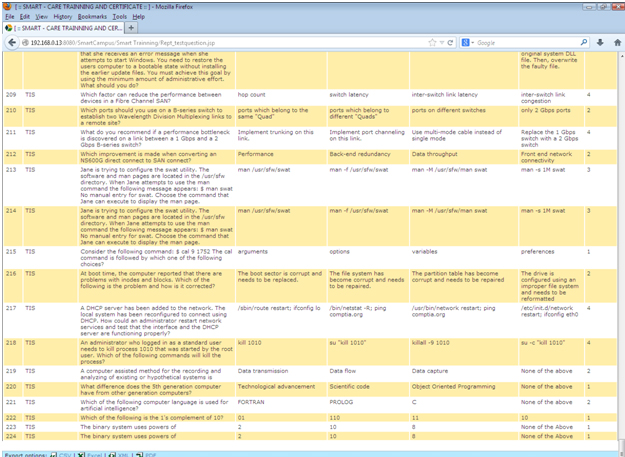 [ :: SMART - CARE TRAINNING AND CERTIFICATE :: ] - Mozilla Firefox
File Edit View History Bookmarks Tools Help
[ :: SMART - CARE TRAINNING AND CER...
192.168.0.13:8080/SmartCampus/Smart Trainning/Rept_testquestion.jsp
Google
that she receives an error message when she attempts to start Windows. You need to restore the users computer to a bootable state without installing the earlier update files. You must achieve this goal by using the minimum amount of administrative effort. What should you do? original system DLL file. Then, overwrite the faulty file.
209 TIS Which factor can reduce the performance between devices in a Fibre Channel SAN? hop count switch latency inter-switch link latency inter-switch link congestion 4
210 TIS Which ports should you use on a B-series switch to establish two Wavelength Division Multiplexing links to a remote site? ports which belong to the same "Quad" ports which belong to different "Quads" ports on different switches only 2 Gbps ports 2
211 TIS What do you recommend if a performance bottleneck is discovered on a link between a 1 Gbps and a 2 Gbps B-series switch? Implement trunking on this link. Implement port channeling on this link. Use multi-mode cable instead of single mode Replace the 1 Gbps switch with a 2 Gbps switch 4
212 TIS Which improvement is made when converting an NS600G direct connect to SAN connect? Performance Back-end redundancy Data throughput Front end network connectivity 2
213 TIS Jane is trying to configure the swat utility. The software and man pages are located in the /usr/sfw directory. When Jane attempts to use the man command the following message appears: $ man swat No manual entry for swat. Choose the command that Jane can execute to display the man page. man /usr/sfw/swat man -f /usr/sfw/swat man -M /usr/sfw/man swat man -s 1M swat 3
214 TIS Jane is trying to configure the swat utility. The software and man pages are located in the /usr/sfw directory. When Jane attempts to use the man command the following message appears: $ man swat No manual entry for swat. Choose the command that Jane can execute to display the man page. man /usr/sfw/swat man -f /usr/sfw/swat man -M /usr/sfw/man swat man -s 1M swat 3
215 TIS Consider the following command: $ cal 9 1752 The cal command is followed by which one of the following choices? arguments options variables preferences 1
216 TIS At boot time, the computer reported that there are problems with inodes and blocks. Which of the following is the problem and how is it corrected? The boot sector is corrupt and needs to be replaced. The file system has become corrupt and needs to be repaired. The partition table has become corrupt and needs to be repaired The drive is configured using an improper file system and needs to be reformatted 2
217 TIS A DHCP server has been added to the network. The local system has been reconfigured to connect using DHCP. How could an administrator restart network services and test that the interface and the DHCP server are functioning properly? /sbin/route restart; ifconfig lo /bin/netstat -R; ping comptia.org /usr/bin/network restart; ping comptia.org /etc/init.d/network restart; ifconfig eth0 4
218 TIS An administrator who logged in as a standard user needs to kill process 1010 that was started by the root user. Which of the following commands will kill the process? kill 1010 su "kill 1010" killall -9 1010 su -c "kill 1010" 4
219 TIS A computer assisted method for the recording and analyzing of existing or hypothetical systems is Data transmission Data flow Data capture None of the above 2
220 TIS What difference does the 5th generation computer have from other generation computers? Technological advancement Scientific code Object Oriented Programming None of the above 1
221 TIS Which of the following computer language is used for artificial intelligence? FORTRAN PROLOG C None of the above 2
222 TIS Which of the following is the 1's complement of 10? 01 110 11 10 1
223 TIS The binary system uses powers of 2 10 8 None of the Above 1
224 TIS The binary system uses powers of 2 10 8 None of the above 1
Export options: CSV | Excel | XML | PDF